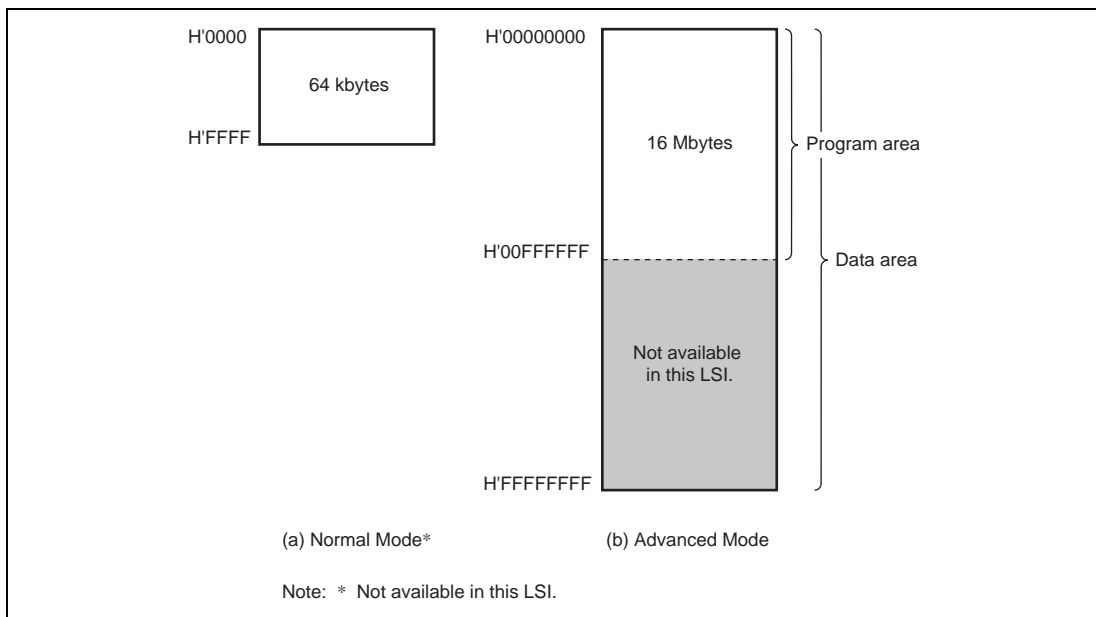 H'0000
64 kbytes
H'FFFF
H'00000000
16 Mbytes
Program area
H'00FFFFFF
Data area
Not available
in this LSI.
H'FFFFFFFF
(a) Normal Mode*
(b) Advanced Mode
Note: * Not available in this LSI.